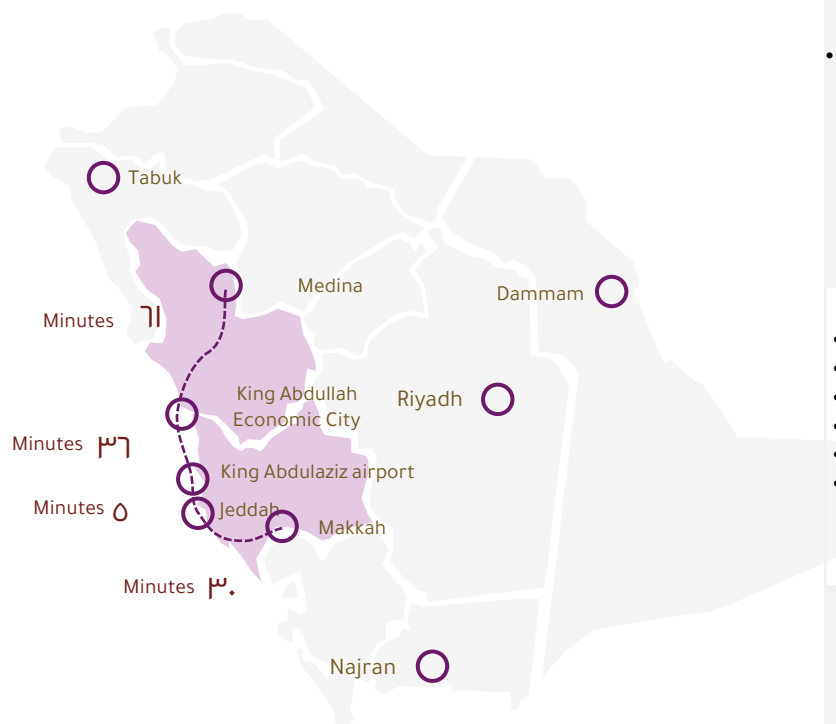 Tabuk
Medina
Dammam
Minutes ٦١
King Abdullah
Economic City
Riyadh
Minutes ٣٦
King Abdulaziz airport
Minutes ٥
Jeddah
Makkah
Minutes ٣٠
Najran